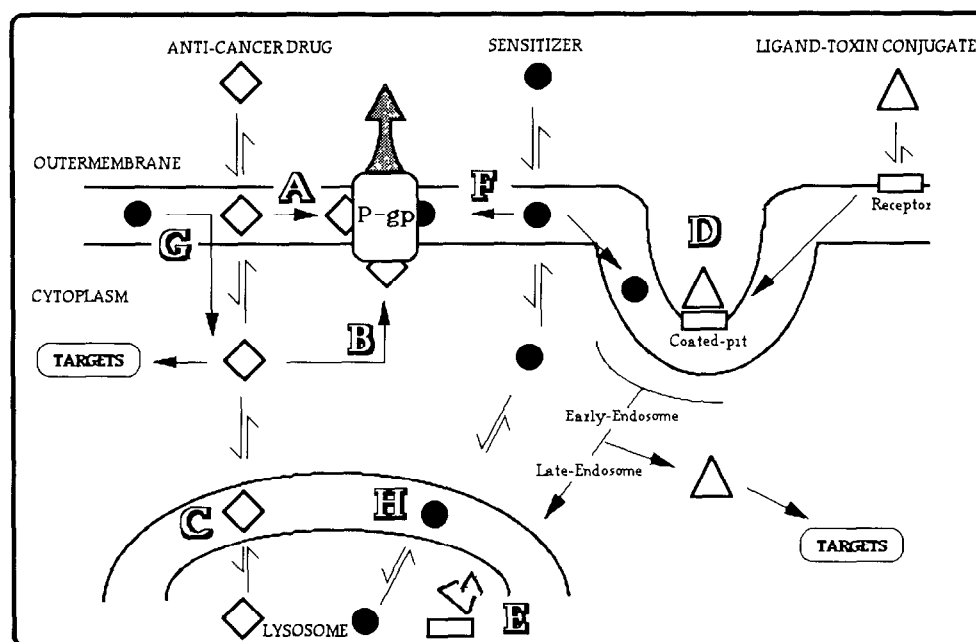 ANTI-CANCER DRUG
SENSITIZER
LIGAND-TOXIN CONJUGATE
OUTERMEMBRANE
A
P-gp
F
Receptor
G
D
CYTOPLASM
B
Coated-pit
TARGETS
Early-Endosome
Late-Endosome
C
H
TARGETS
LYSOSOME
E